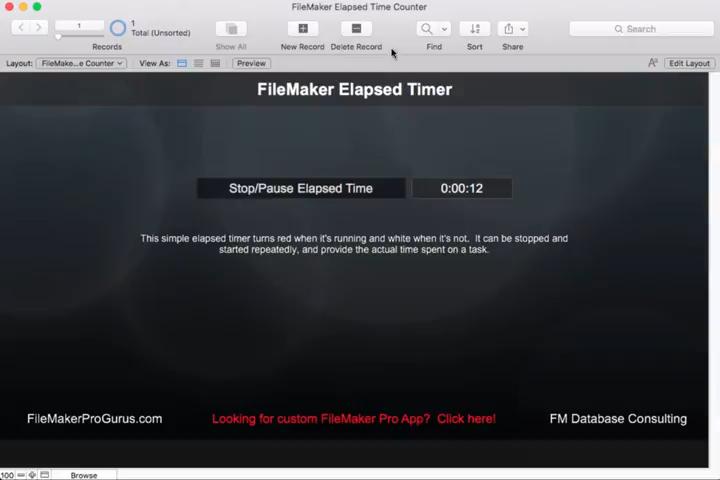 FileMaker Elapsed Time Counter
1
1
Total (Unsorted)
Search
Records
Show All
New Record
Delete Record
Find
Sort
Share
Layout:
FileMake...e Counter
View As:
Preview
Aª
Edit Layout
FileMaker Elapsed Timer
Stop/Pause Elapsed Time
0:00:12
This simple elapsed timer turns red when it's running and white when it's not. It can be stopped and
started repeatedly, and provide the actual time spent on a task.
FileMakerProGurus.com
Looking for custom FileMaker Pro App? Click here!
FM Database Consulting
100
Browse